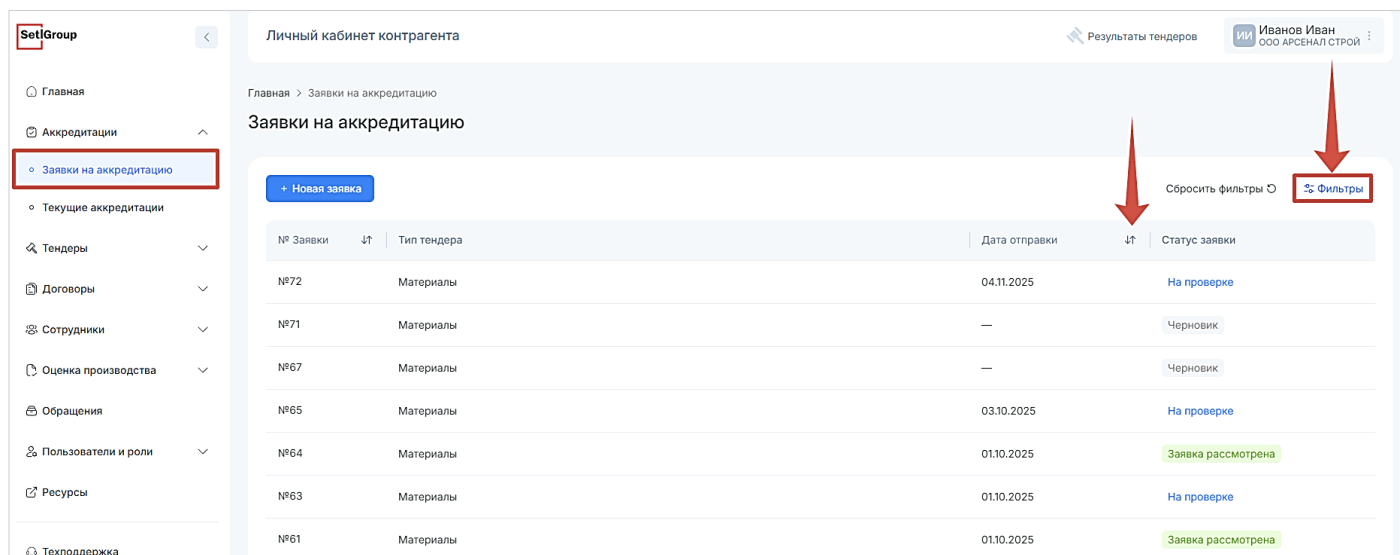 SetlGroup
Личный кабинет контрагента
Результаты тендеров
ИИ
Иванов Иван
ООО АРСЕНАЛ СТРОЙ
Главная
Аккредитации
Заявки на аккредитацию
Текущие аккредитации
Тендеры
Договоры
Сотрудники
Оценка производства
Обращения
Пользователи и роли
Ресурсы
Техподдержка
Главная > Заявки на аккредитацию
Заявки на аккредитацию
+ Новая заявка
Сбросить фильтры
Фильтры
№ Заявки Тип тендера Дата отправки Статус заявки
№72 Материалы 04.11.2025 На проверке
№71 Материалы — Черновик
№67 Материалы — Черновик
№65 Материалы 03.10.2025 На проверке
№64 Материалы 01.10.2025 Заявка рассмотрена
№63 Материалы 01.10.2025 На проверке
№61 Материалы 01.10.2025 Заявка рассмотрена